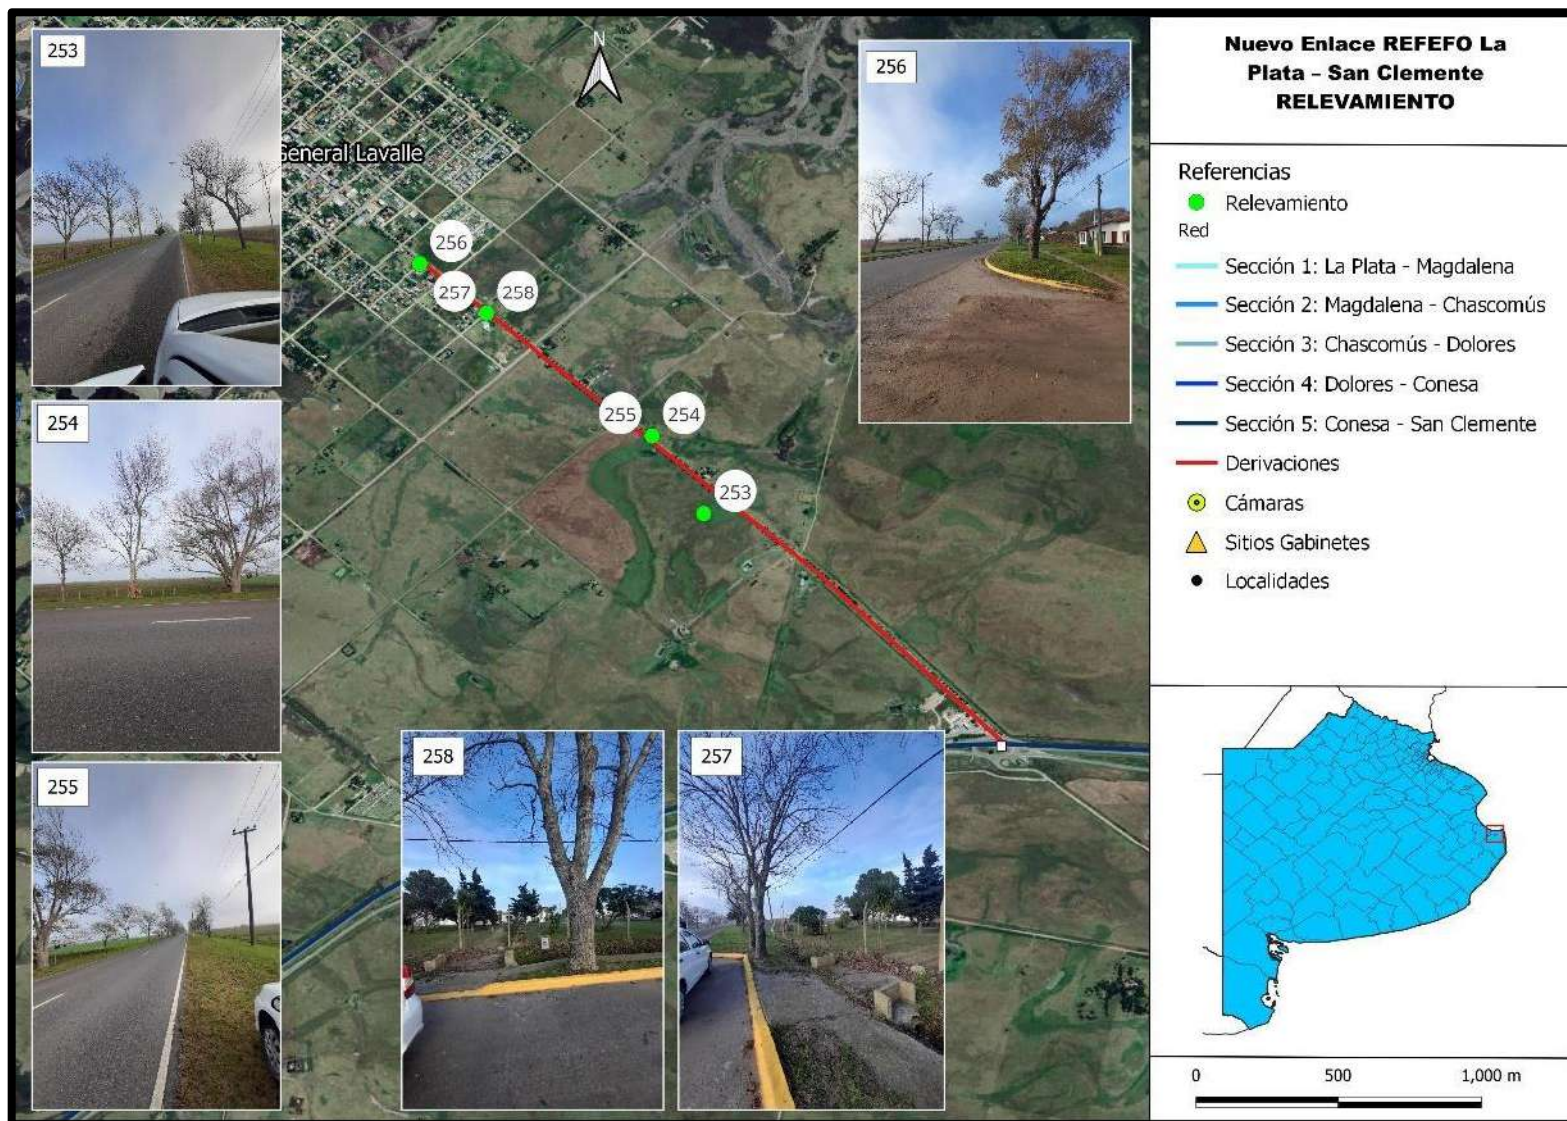 253
254
255
N
General Lavalle
256
257
258
255
254
253
258
257
256
Nuevo Enlace REFEFO La
Plata – San Clemente
RELEVAMIENTO
Referencias
Relevamiento
Red
Sección 1: La Plata - Magdalena
Sección 2: Magdalena - Chascomús
Sección 3: Chascomús - Dolores
Sección 4: Dolores - Conesa
Sección 5: Conesa - San Clemente
Derivaciones
Cámaras
Sitios Gabinetes
Localidades
0 500 1,000 m